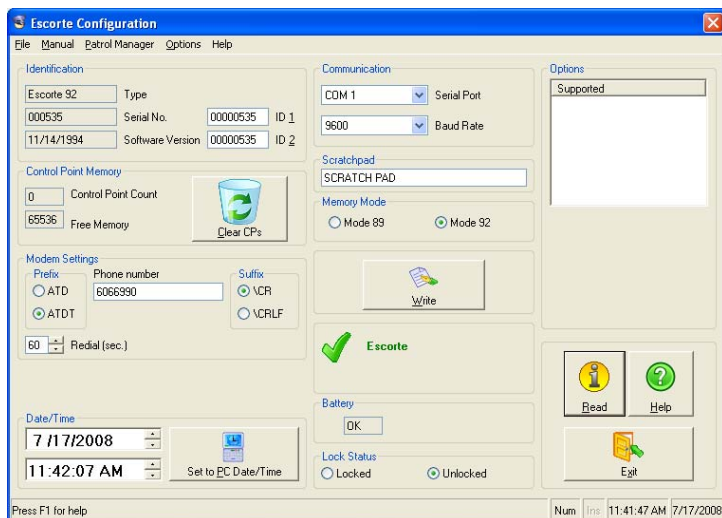 Escorte Configuration
File Manual Patrol Manager Options Help
Identification
Escorte 92 Type
000535 Serial No. 00000535 ID 1
11/14/1994 Software Version 00000535 ID 2
Control Point Memory
0 Control Point Count
65536 Free Memory
Clear CPs
Modem Settings
Prefix Phone number Suffix
ATD 6066990 \CR
ATDT \CRLF
60 Redial (sec.)
Date/Time
7 /17/2008
11:42:07 AM
Set to PC Date/Time
Communication
COM 1 Serial Port
9600 Baud Rate
Scratchpad
SCRATCH PAD
Memory Mode
Mode 89 Mode 92
Write
Escorte
Battery
OK
Lock Status
Locked Unlocked
Options
Supported
Read Help
Exit
Press F1 for help Num Ins 11:41:47 AM 7/17/2008